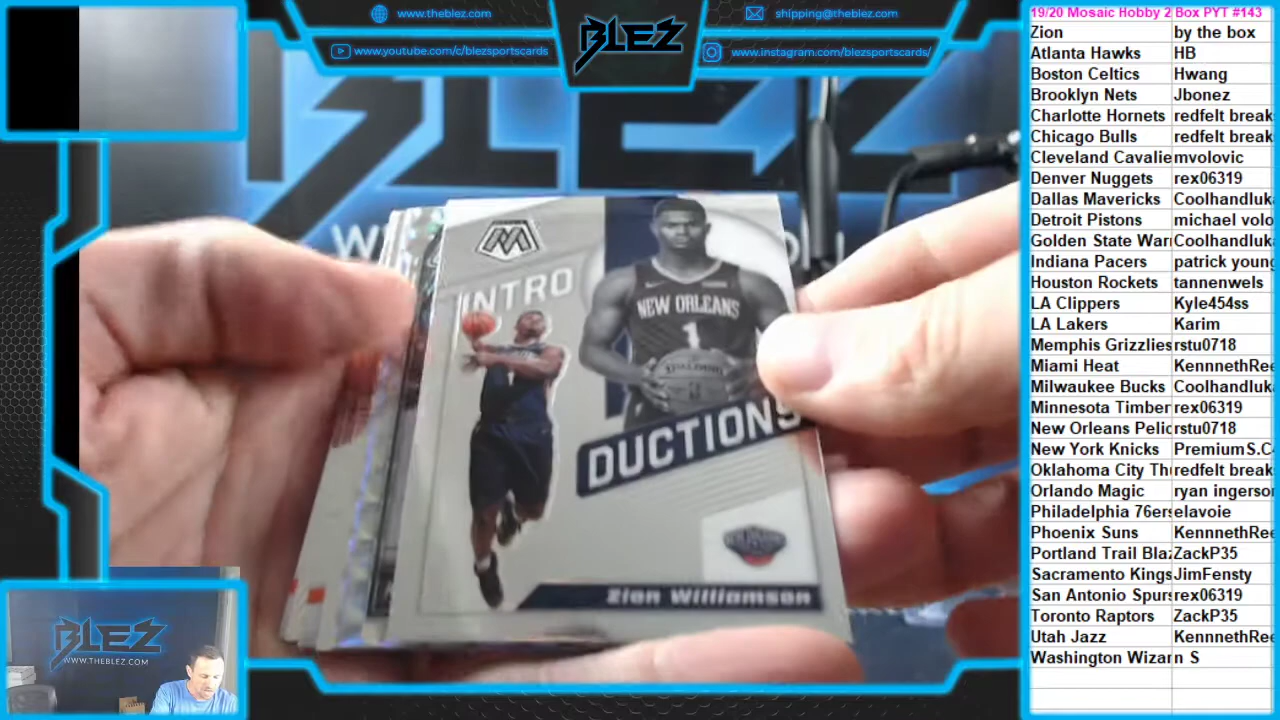 www.theblez.com
shipping@theblez.com
www.youtube.com/c/blezsportscards
BLEZ
www.instagram.com/blezsportscards/
BLEZ
INTRO
NEW ORLEANS
1
SPALDING
DUCTIONS
Zion Williamson
BLEZ
WWW.THEBLEZ.COM
19/20 Mosaic Hobby 2 Box PYT #143
Zion by the box
Atlanta Hawks HB
Boston Celtics Hwang
Brooklyn Nets Jbonez
Charlotte Hornets redfelt break
Chicago Bulls redfelt break
Cleveland Cavalie mvolovic
Denver Nuggets rex06319
Dallas Mavericks Coolhandluk
Detroit Pistons michael volo
Golden State War Coolhandluk
Indiana Pacers patrick young
Houston Rockets tannenwels
LA Clippers Kyle454ss
LA Lakers Karim
Memphis Grizzlies rstu0718
Miami Heat KennnethRee
Milwaukee Bucks Coolhandluk
Minnesota Timber rex06319
New Orleans Pelic rstu0718
New York Knicks PremiumS.C
Oklahoma City Th redfelt break
Orlando Magic ryan ingerso
Philadelphia 76ers elavoie
Phoenix Suns KennnethRee
Portland Trail Bla ZackP35
Sacramento Kings JimFensty
San Antonio Spurs rex06319
Toronto Raptors ZackP35
Utah Jazz KennnethRee
Washington Wizar n S